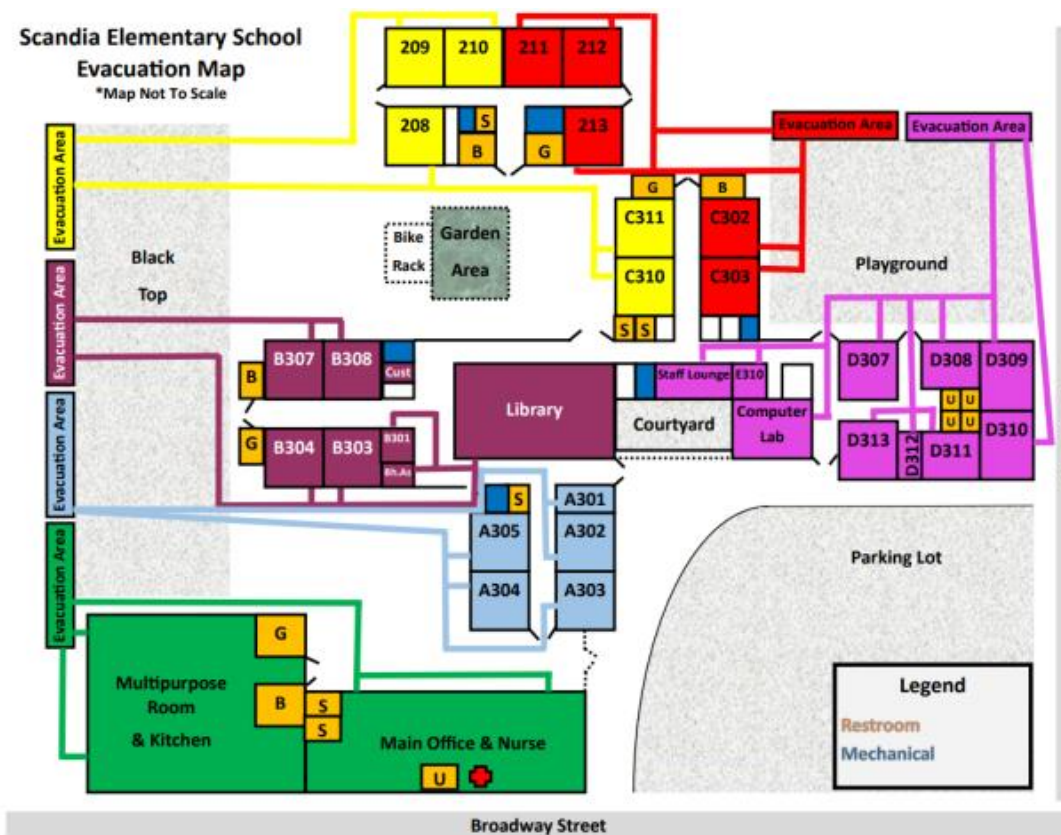 Scandia Elementary School
Evacuation Map
*Map Not To Scale
209
210
211
212
208
S
B
G
213
Evacuation Area
Evacuation Area
Evacuation Area
G
B
C311
C302
Bike
Rack
Garden
Area
Black
Top
C310
C303
Playground
Evacuation Area
S
S
B307
B308
Cust
B
Staff Lounge
E310
D307
D308
D309
U
U
U
U
Library
Courtyard
Computer
Lab
G
B304
B303
B301
Bh.As
D313
D312
D311
D310
Evacuation Area
S
A301
A305
A302
A304
A303
Parking Lot
Evacuation Area
G
Multipurpose
Room
& Kitchen
B
S
S
Main Office & Nurse
U
Legend
Restroom
Mechanical
Broadway Street